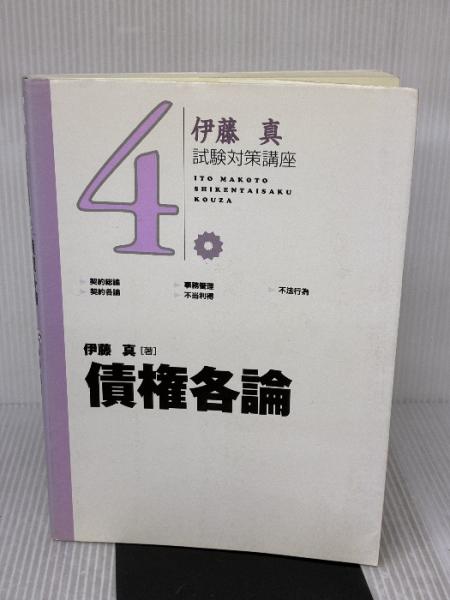 4
伊藤 真
試験対策講座
ITO MAKOTO
SHIKENTAISAKU
KOUZA
契約総論 事務管理 不法行為
契約各論 不当利得
伊藤 真[著]
債権各論